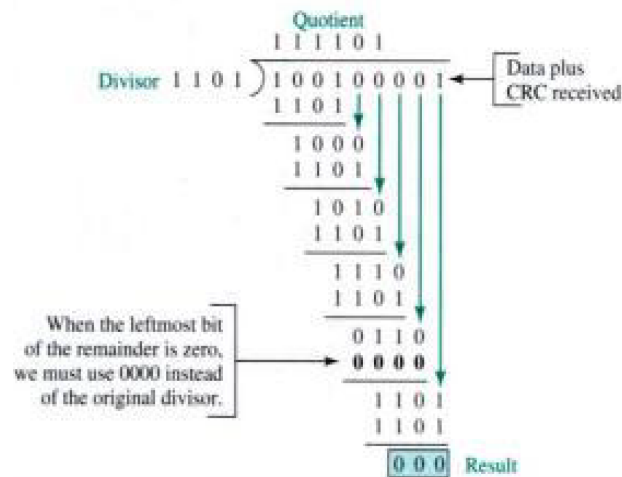 Quotient
1 1 1 1 0 1
Divisor 1 1 0 1 ) 1 0 0 1 0 0 0 0 1
Data plus
CRC received
1 1 0 1
1 0 0 0
1 1 0 1
1 0 1 0
1 1 0 1
1 1 1 0
1 1 0 1
When the leftmost bit
of the remainder is zero,
we must use 0000 instead
of the original divisor.
0 1 1 0
0 0 0 0
1 1 0 1
1 1 0 1
0 0 0 Result